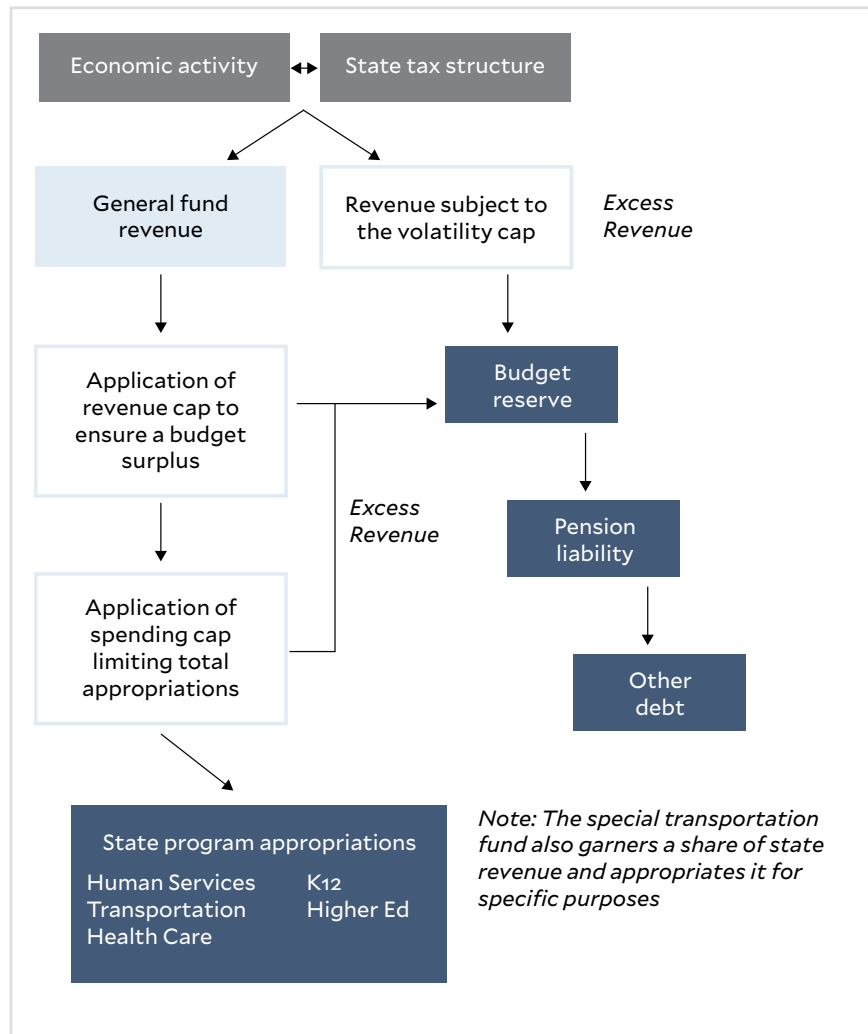 Economic activity
State tax structure
General fund
revenue
Revenue subject to
the volatility cap
Excess
Revenue
Application of
revenue cap to
ensure a budget
surplus
Budget
reserve
Excess
Revenue
Pension
liability
Application of
spending cap
limiting total
appropriations
Other
debt
State program appropriations
Human Services
Transportation
Health Care
K12
Higher Ed
Note: The special transportation
fund also garners a share of state
revenue and appropriates it for
specific purposes